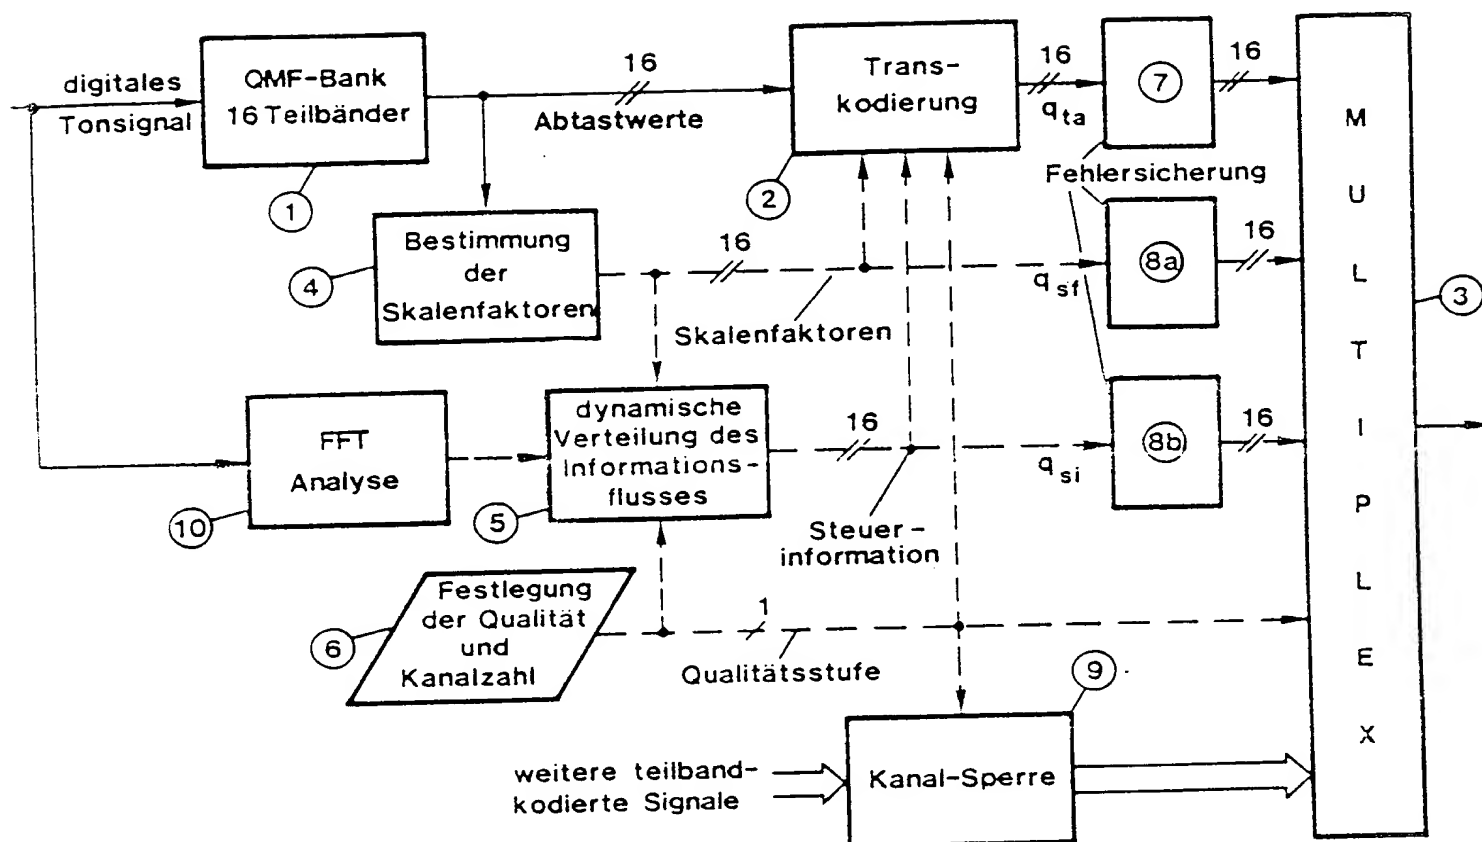 digitales
Tonsignal
QMF-Bank
16 Teilbänder
1
16
Abtastwerte
Trans-
kodierung
2
16
q ta
7
16
Fehlersicherung
Bestimmung
der
Skalenfaktoren
4
16
Skalenfaktoren
q sf
8a
16
MULTIPLEX
3
FFT
Analyse
10
dynamische
Verteilung des
Informations-
flusses
5
16
Steuer-
information
q si
8b
16
Festlegung
der Qualität
und
Kanalzahl
6
1
Qualitätsstufe
9
weitere teilband-
kodierte Signale
Kanal-Sperre